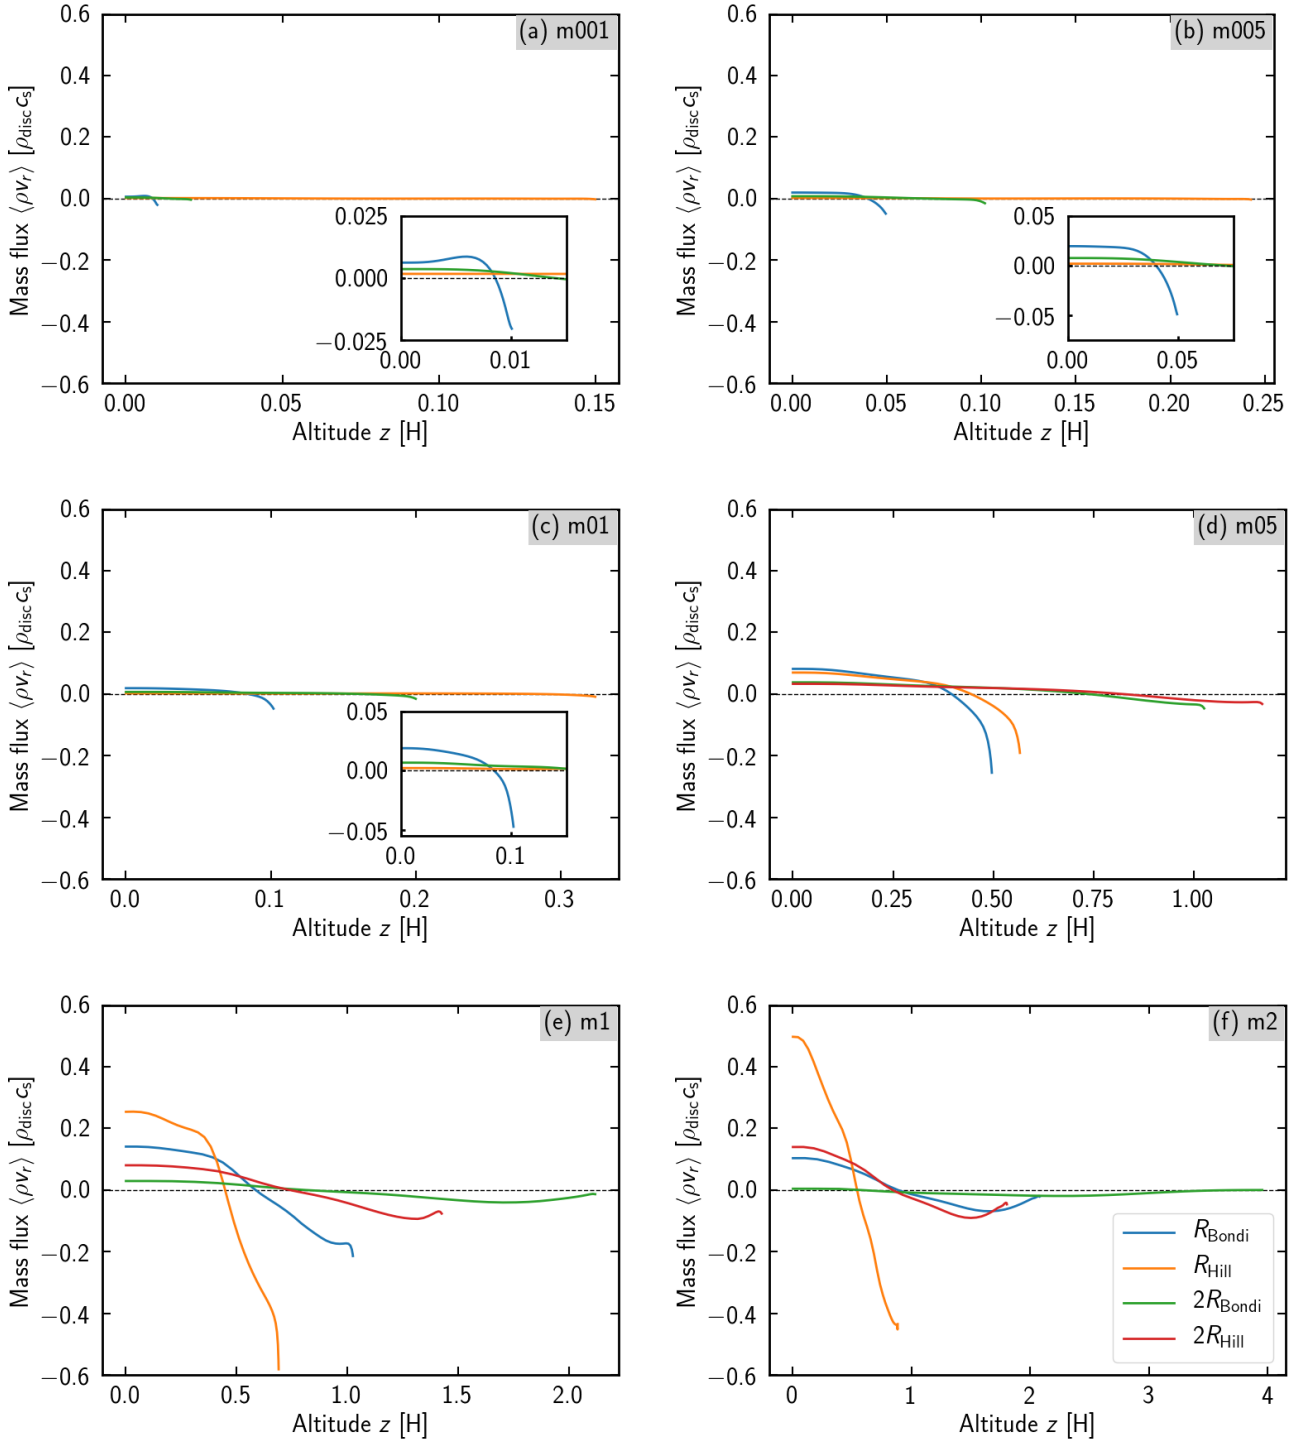 (a) m001
Mass flux ⟨ρvᵣ⟩ [ρ_disc c_s]
0.6
0.4
0.2
0.0
−0.2
−0.4
−0.6
0.025
0.000
−0.025
0.00 0.01
0.00 0.05 0.10 0.15
Altitude z [H]
(b) m005
Mass flux ⟨ρvᵣ⟩ [ρ_disc c_s]
0.6
0.4
0.2
0.0
−0.2
−0.4
−0.6
0.05
0.00
−0.05
0.00 0.05
0.00 0.05 0.10 0.15 0.20 0.25
Altitude z [H]
(c) m01
Mass flux ⟨ρvᵣ⟩ [ρ_disc c_s]
0.6
0.4
0.2
0.0
−0.2
−0.4
−0.6
0.05
0.00
−0.05
0.0 0.1
0.0 0.1 0.2 0.3
Altitude z [H]
(d) m05
Mass flux ⟨ρvᵣ⟩ [ρ_disc c_s]
0.6
0.4
0.2
0.0
−0.2
−0.4
−0.6
0.00 0.25 0.50 0.75 1.00
Altitude z [H]
(e) m1
Mass flux ⟨ρvᵣ⟩ [ρ_disc c_s]
0.6
0.4
0.2
0.0
−0.2
−0.4
−0.6
0.0 0.5 1.0 1.5 2.0
Altitude z [H]
(f) m2
Mass flux ⟨ρvᵣ⟩ [ρ_disc c_s]
0.6
0.4
0.2
0.0
−0.2
−0.4
−0.6
R_Bondi
R_Hill
2R_Bondi
2R_Hill
0 1 2 3 4
Altitude z [H]